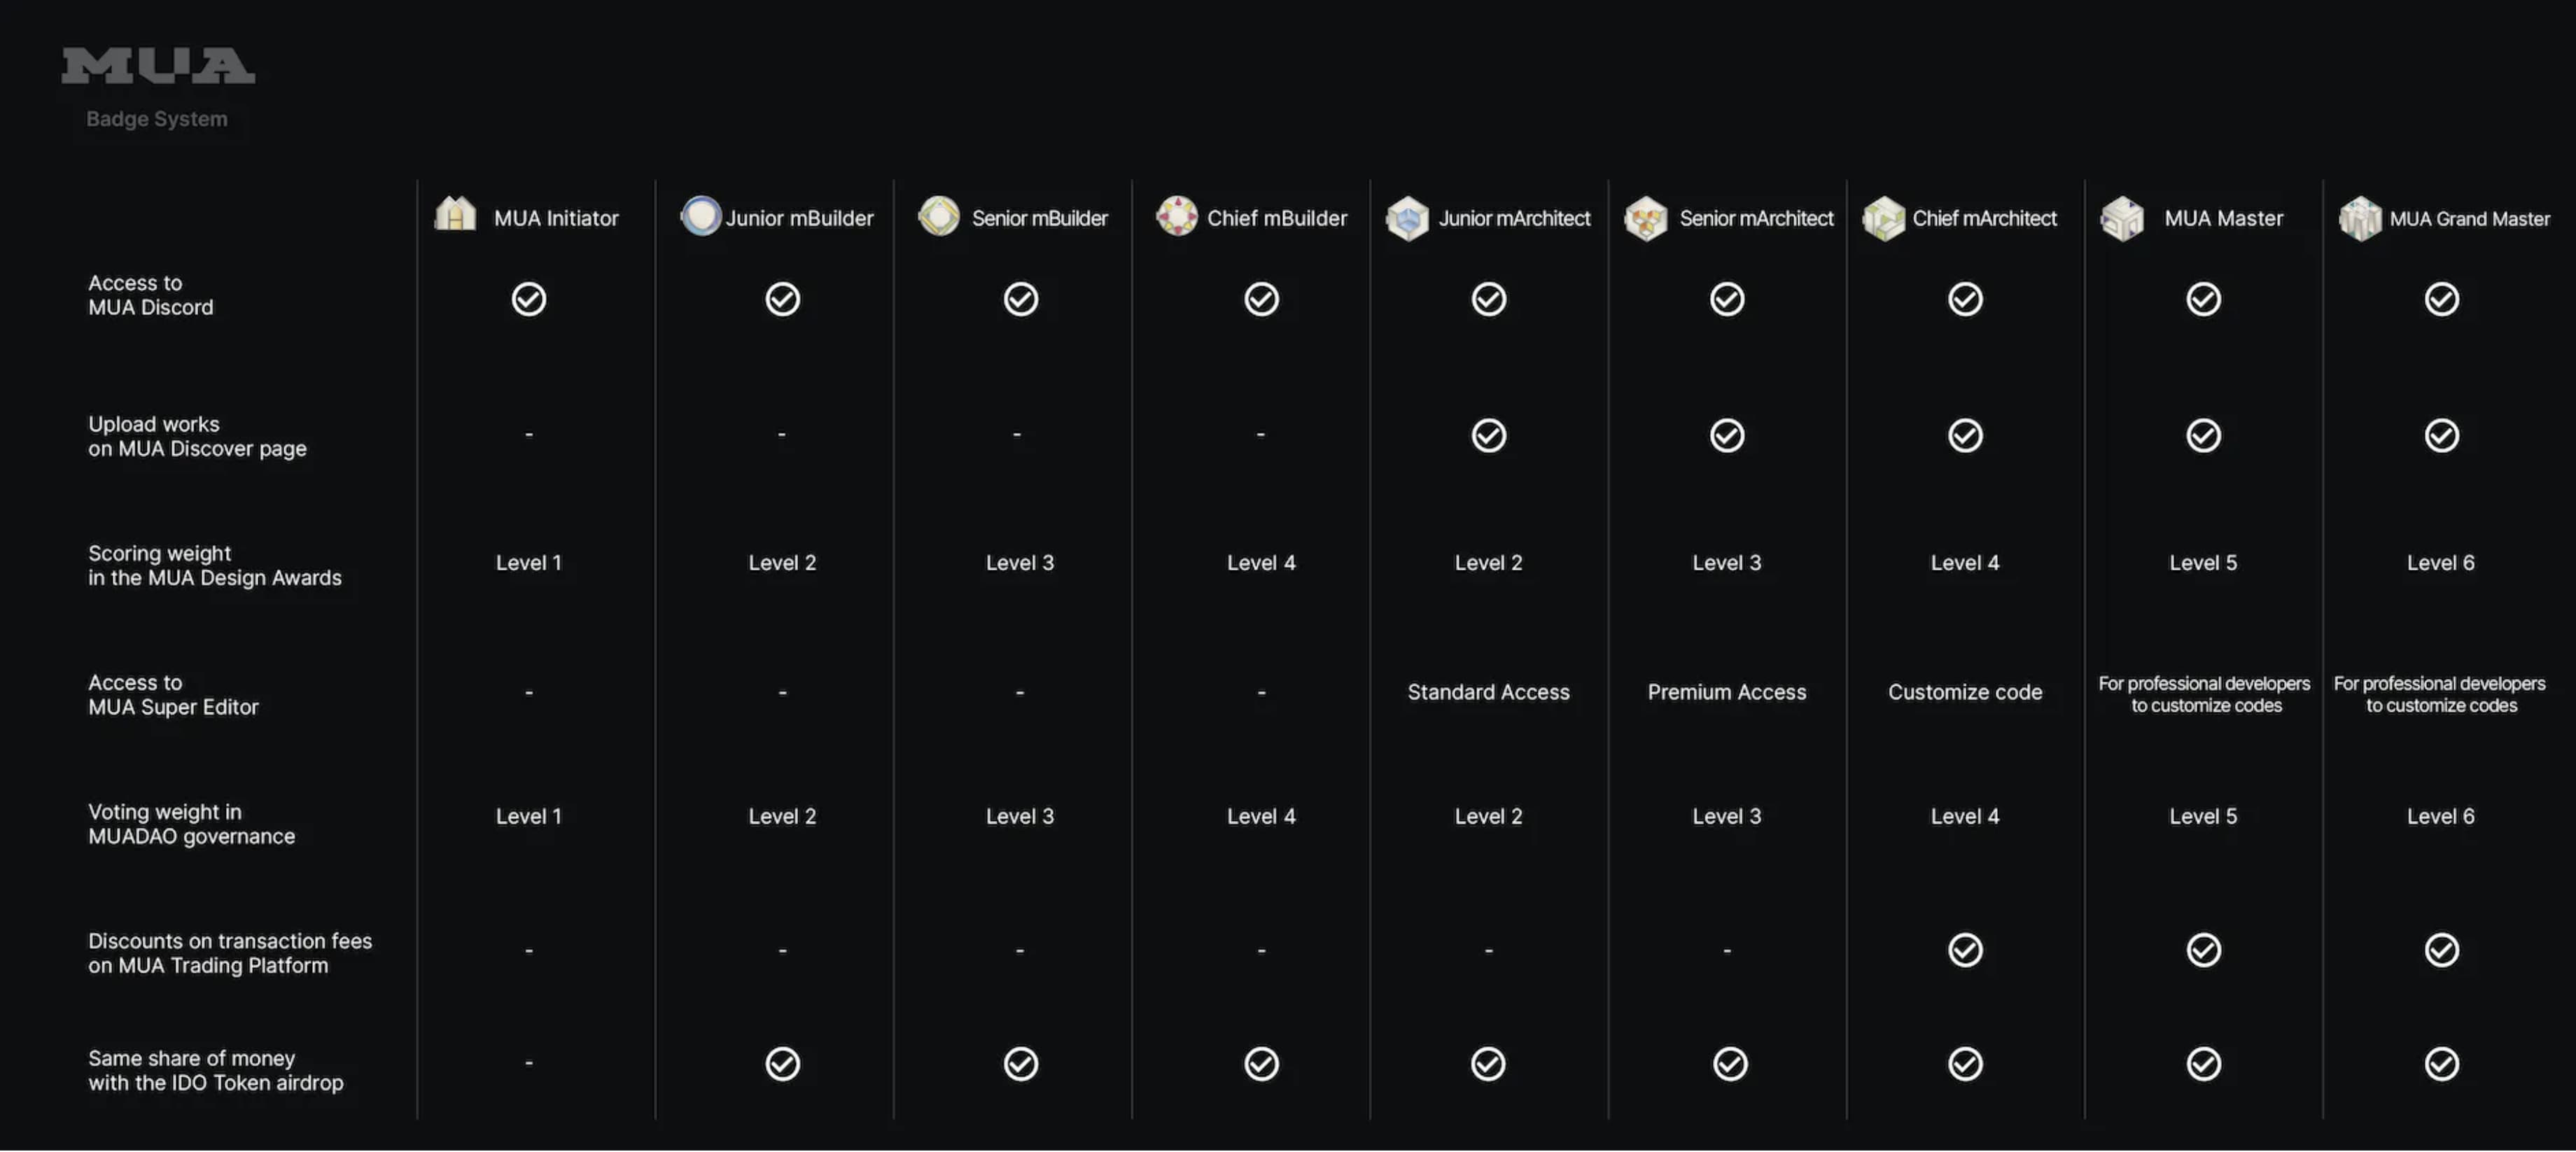 MUA
Badge System
MUA Initiator
Junior mBuilder
Senior mBuilder
Chief mBuilder
Junior mArchitect
Senior mArchitect
Chief mArchitect
MUA Master
MUA Grand Master
Access to
MUA Discord
Upload works
on MUA Discover page
- - - -
Scoring weight
in the MUA Design Awards
Level 1 Level 2 Level 3 Level 4 Level 2 Level 3 Level 4 Level 5 Level 6
Access to
MUA Super Editor
- - - - Standard Access Premium Access Customize code
For professional developers
to customize codes
For professional developers
to customize codes
Voting weight in
MUADAO governance
Level 1 Level 2 Level 3 Level 4 Level 2 Level 3 Level 4 Level 5 Level 6
Discounts on transaction fees
on MUA Trading Platform
- - - - - -
Same share of money
with the IDO Token airdrop
-